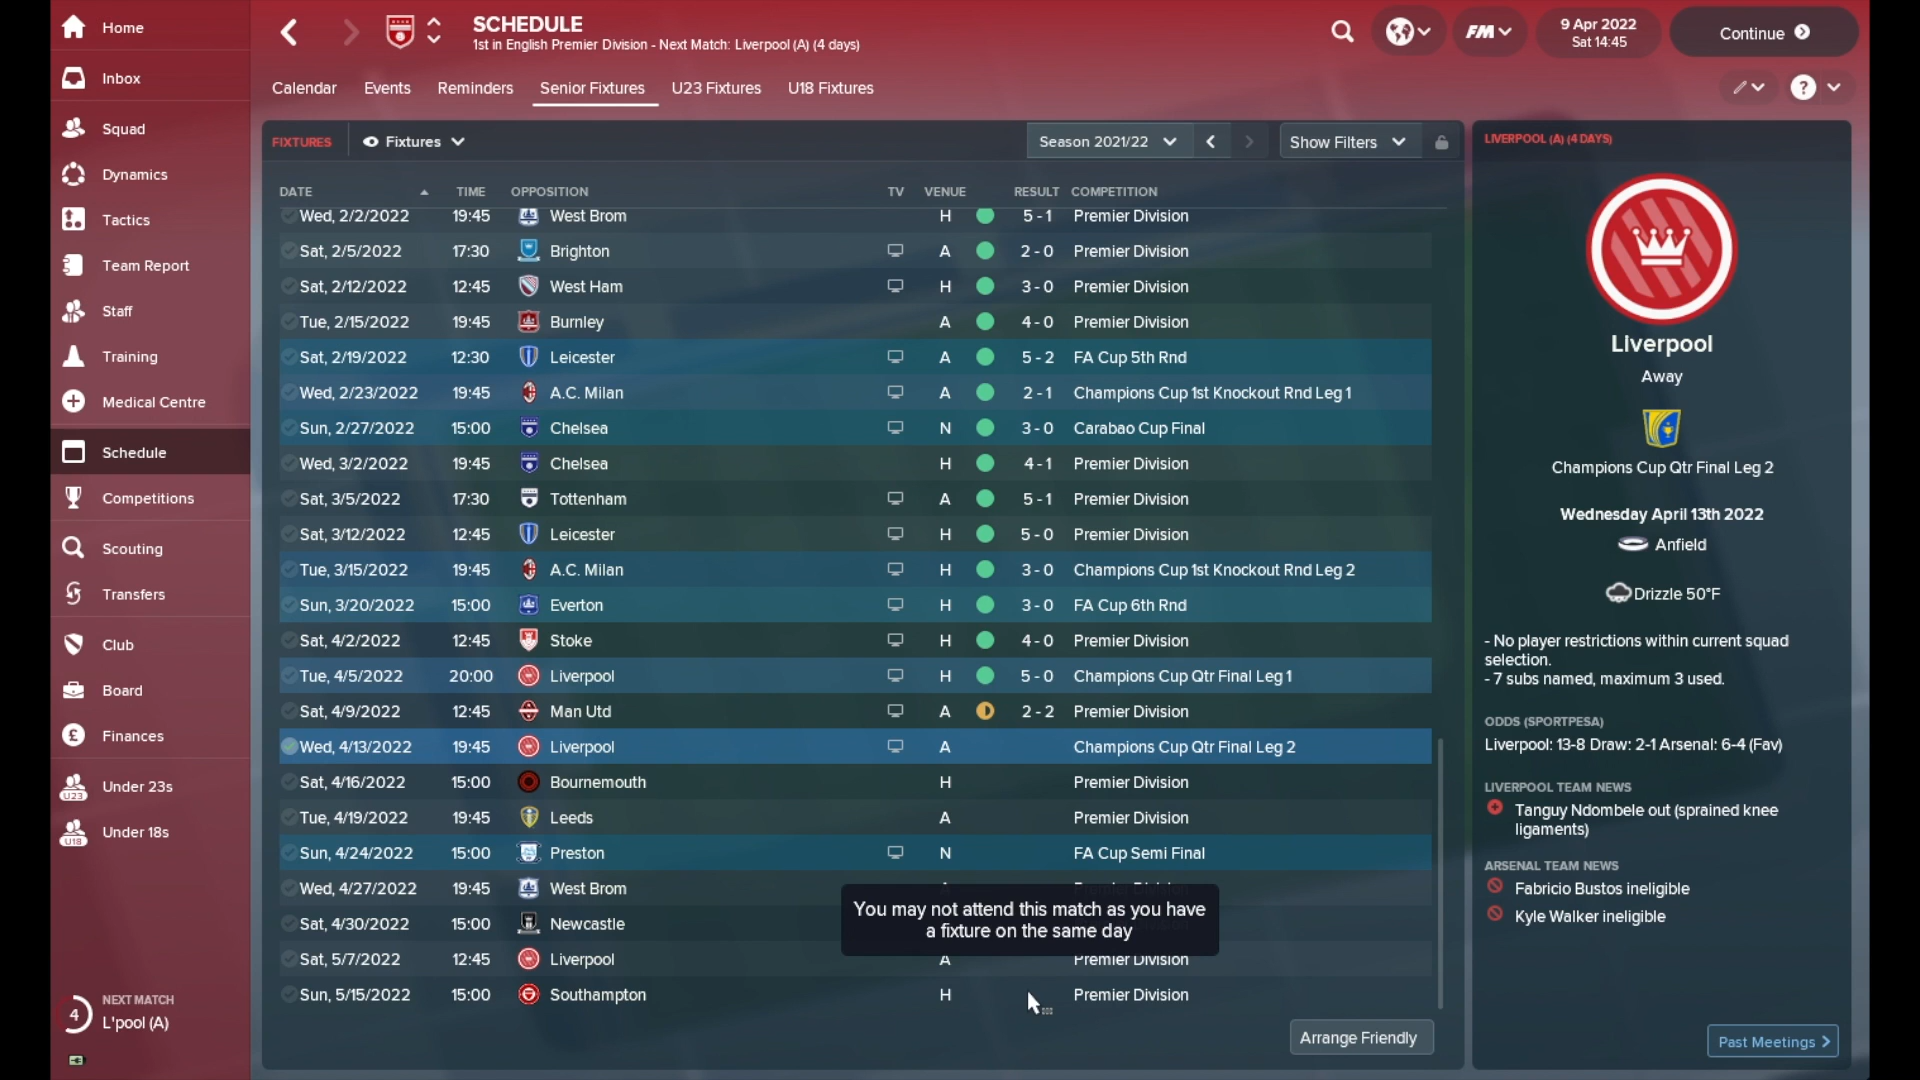 Home
Inbox
Squad
Dynamics
Tactics
Team Report
Staff
Training
Medical Centre
Schedule
Competitions
Scouting
Transfers
Club
Board
Finances
U23
Under 23s
U18
Under 18s
4
NEXT MATCH
L'pool (A)
SCHEDULE
1st in English Premier Division - Next Match: Liverpool (A) (4 days)
FM
9 Apr 2022
Sat 14:45
Continue
Calendar Events Reminders Senior Fixtures U23 Fixtures U18 Fixtures
?
FIXTURES Fixtures Season 2021/22 Show Filters
DATE TIME OPPOSITION TV VENUE RESULT COMPETITION
Wed, 2/2/2022 19:45 West Brom H 5 - 1 Premier Division
Sat, 2/5/2022 17:30 Brighton A 2 - 0 Premier Division
Sat, 2/12/2022 12:45 West Ham H 3 - 0 Premier Division
Tue, 2/15/2022 19:45 Burnley A 4 - 0 Premier Division
Sat, 2/19/2022 12:30 Leicester A 5 - 2 FA Cup 5th Rnd
Wed, 2/23/2022 19:45 A.C. Milan A 2 - 1 Champions Cup 1st Knockout Rnd Leg 1
Sun, 2/27/2022 15:00 Chelsea N 3 - 0 Carabao Cup Final
Wed, 3/2/2022 19:45 Chelsea H 4 - 1 Premier Division
Sat, 3/5/2022 17:30 Tottenham A 5 - 1 Premier Division
Sat, 3/12/2022 12:45 Leicester H 5 - 0 Premier Division
Tue, 3/15/2022 19:45 A.C. Milan H 3 - 0 Champions Cup 1st Knockout Rnd Leg 2
Sun, 3/20/2022 15:00 Everton H 3 - 0 FA Cup 6th Rnd
Sat, 4/2/2022 12:45 Stoke H 4 - 0 Premier Division
Tue, 4/5/2022 20:00 Liverpool H 5 - 0 Champions Cup Qtr Final Leg 1
Sat, 4/9/2022 12:45 Man Utd A 2 - 2 Premier Division
Wed, 4/13/2022 19:45 Liverpool A Champions Cup Qtr Final Leg 2
Sat, 4/16/2022 15:00 Bournemouth H Premier Division
Tue, 4/19/2022 19:45 Leeds A Premier Division
Sun, 4/24/2022 15:00 Preston N FA Cup Semi Final
Wed, 4/27/2022 19:45 West Brom
Sat, 4/30/2022 15:00 Newcastle
Sat, 5/7/2022 12:45 Liverpool A Premier Division
Sun, 5/15/2022 15:00 Southampton H Premier Division
You may not attend this match as you have
a fixture on the same day
Arrange Friendly
LIVERPOOL (A) (4 DAYS)
Liverpool
Away
Champions Cup Qtr Final Leg 2
Wednesday April 13th 2022
Anfield
Drizzle 50°F
- No player restrictions within current squad
selection.
- 7 subs named, maximum 3 used.
ODDS (SPORTPESA)
Liverpool: 13-8 Draw: 2-1 Arsenal: 6-4 (Fav)
LIVERPOOL TEAM NEWS
Tanguy Ndombele out (sprained knee
ligaments)
ARSENAL TEAM NEWS
Fabricio Bustos ineligible
Kyle Walker ineligible
Past Meetings